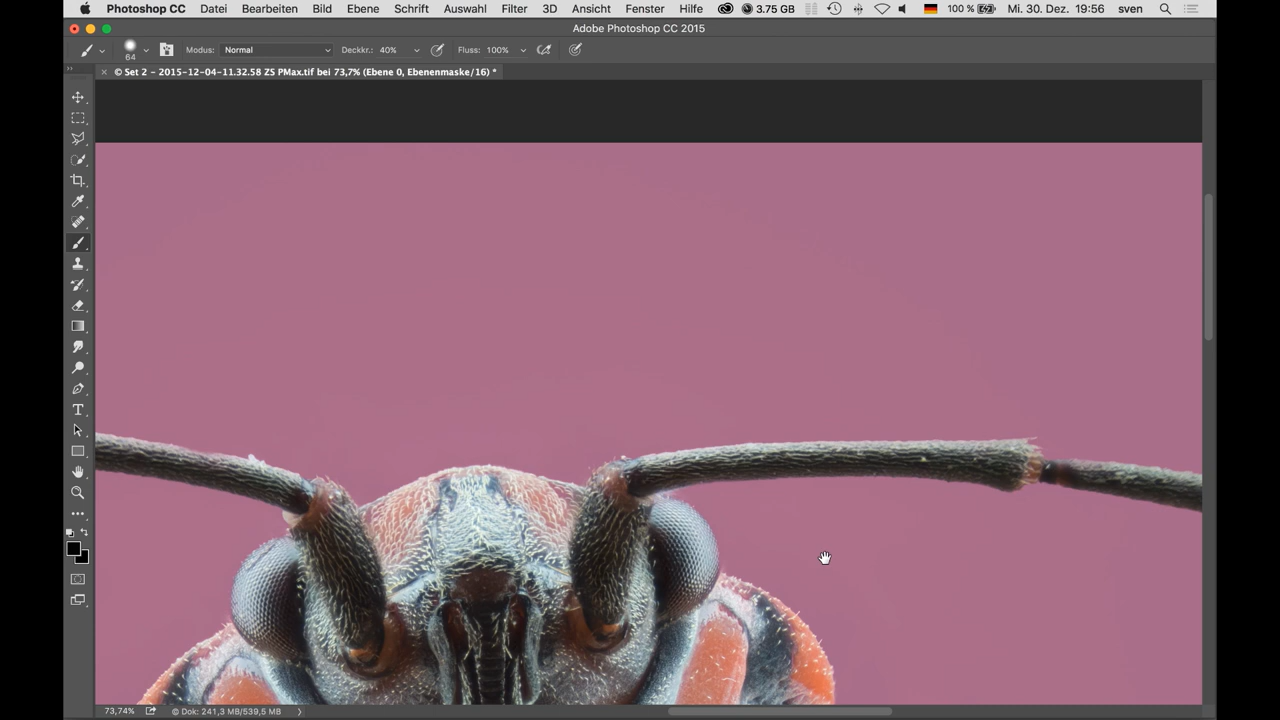 Photoshop CC Datei Bearbeiten Bild Ebene Schrift Auswahl Filter 3D Ansicht Fenster Hilfe 3.75 GB 100 % Mi. 30. Dez. 19:56 sven
Adobe Photoshop CC 2015
64 Modus: Normal Deckkr.: 40% Fluss: 100%
© Set 2 - 2015-12-04-11.32.58 ZS PMax.tif bei 73,7% (Ebene 0, Ebenenmaske/16) *
73,74% © Dok: 241,3 MB/539,5 MB